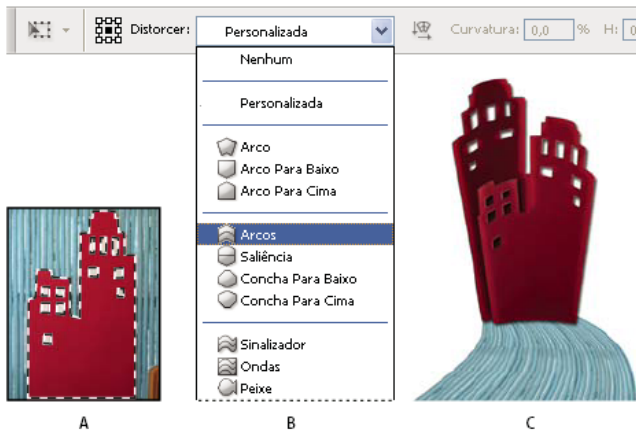 Distorcer: Personalizada Curvatura: 0,0 % H: 0
Nenhum
Personalizada
Arco
Arco Para Baixo
Arco Para Cima
Arcos
Saliência
Concha Para Baixo
Concha Para Cima
Sinalizador
Ondas
Peixe
A B C